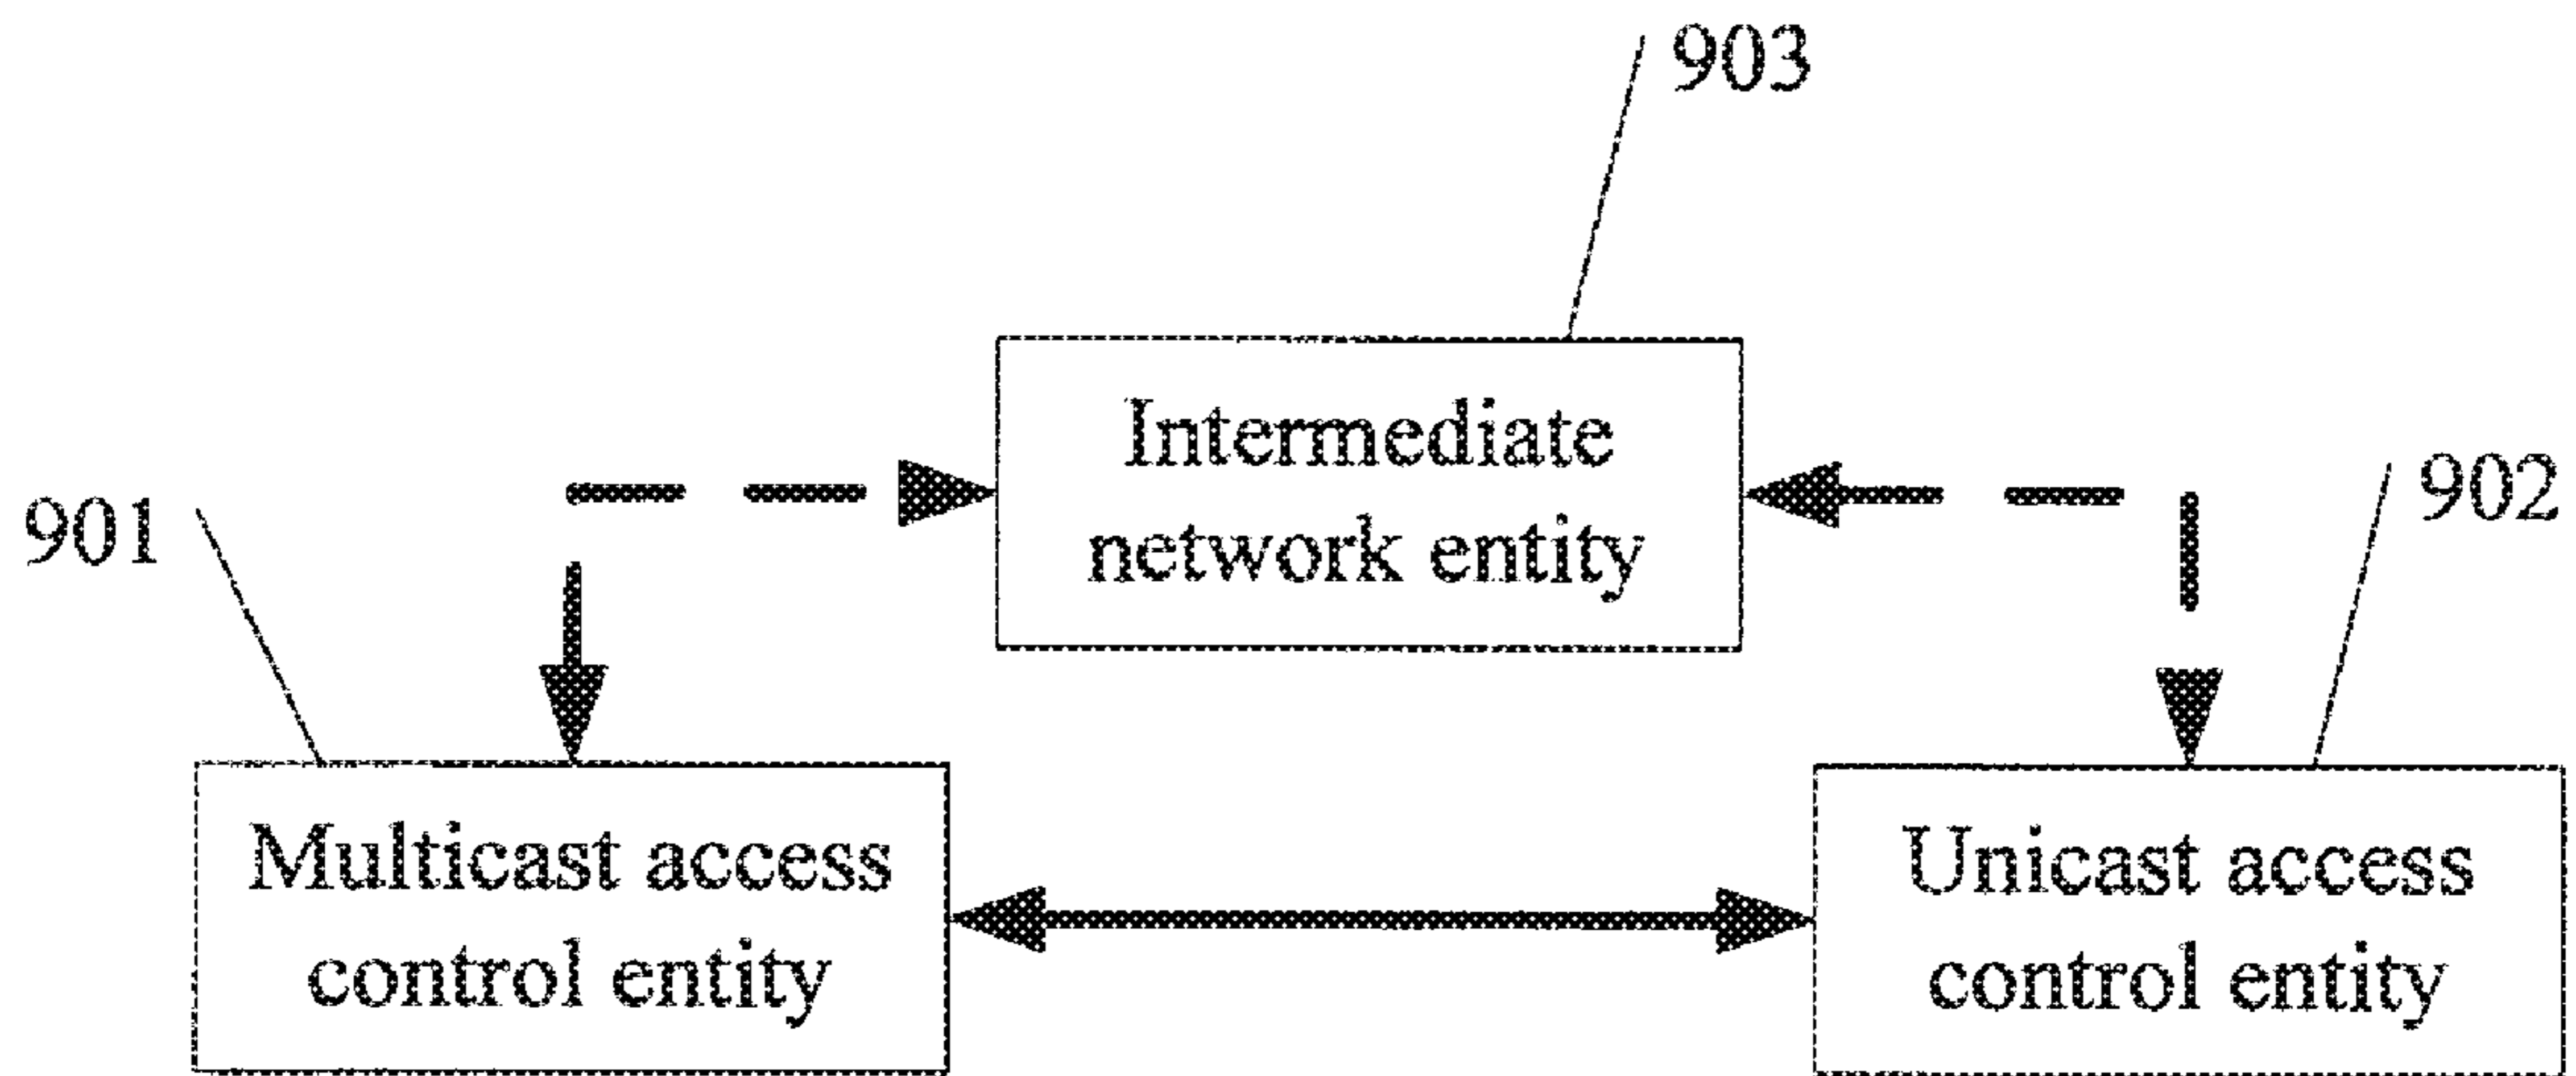 903
Intermediate
network entity
901
902
Multicast access
control entity
Unicast access
control entity